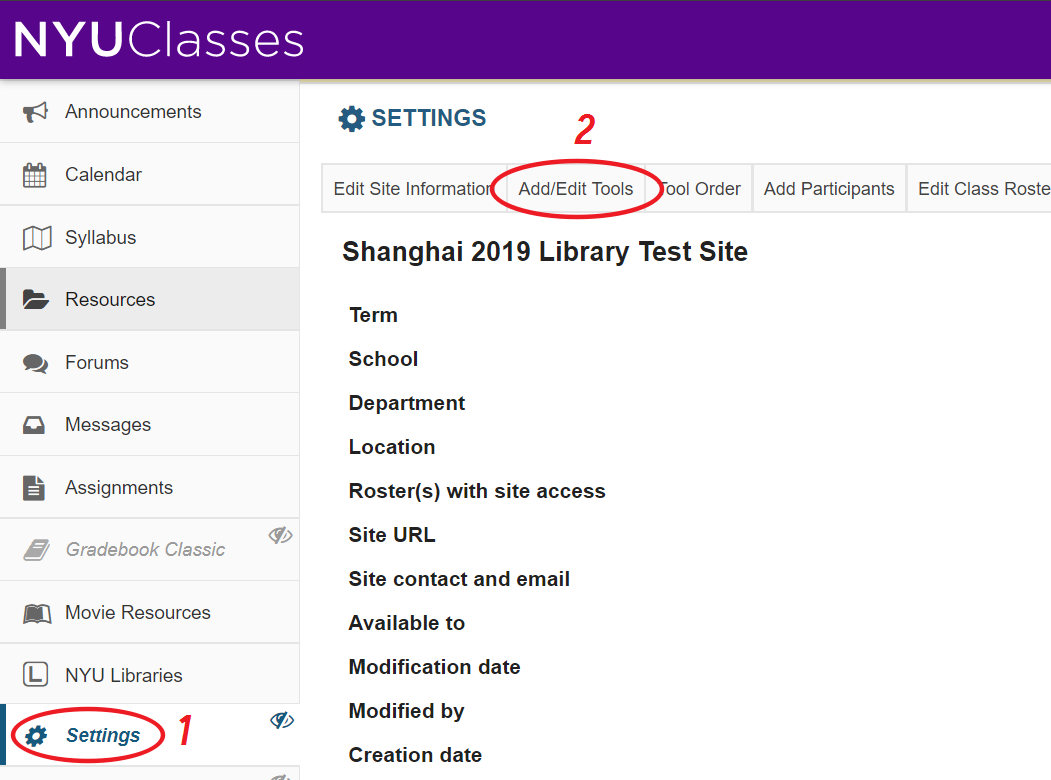 NYUClasses
Announcements
Calendar
Syllabus
Resources
Forums
Messages
Assignments
Gradebook Classic
Movie Resources
L NYU Libraries
Settings 1
SETTINGS
2
Edit Site Information Add/Edit Tools Tool Order Add Participants Edit Class Roste
Shanghai 2019 Library Test Site
Term
School
Department
Location
Roster(s) with site access
Site URL
Site contact and email
Available to
Modification date
Modified by
Creation date